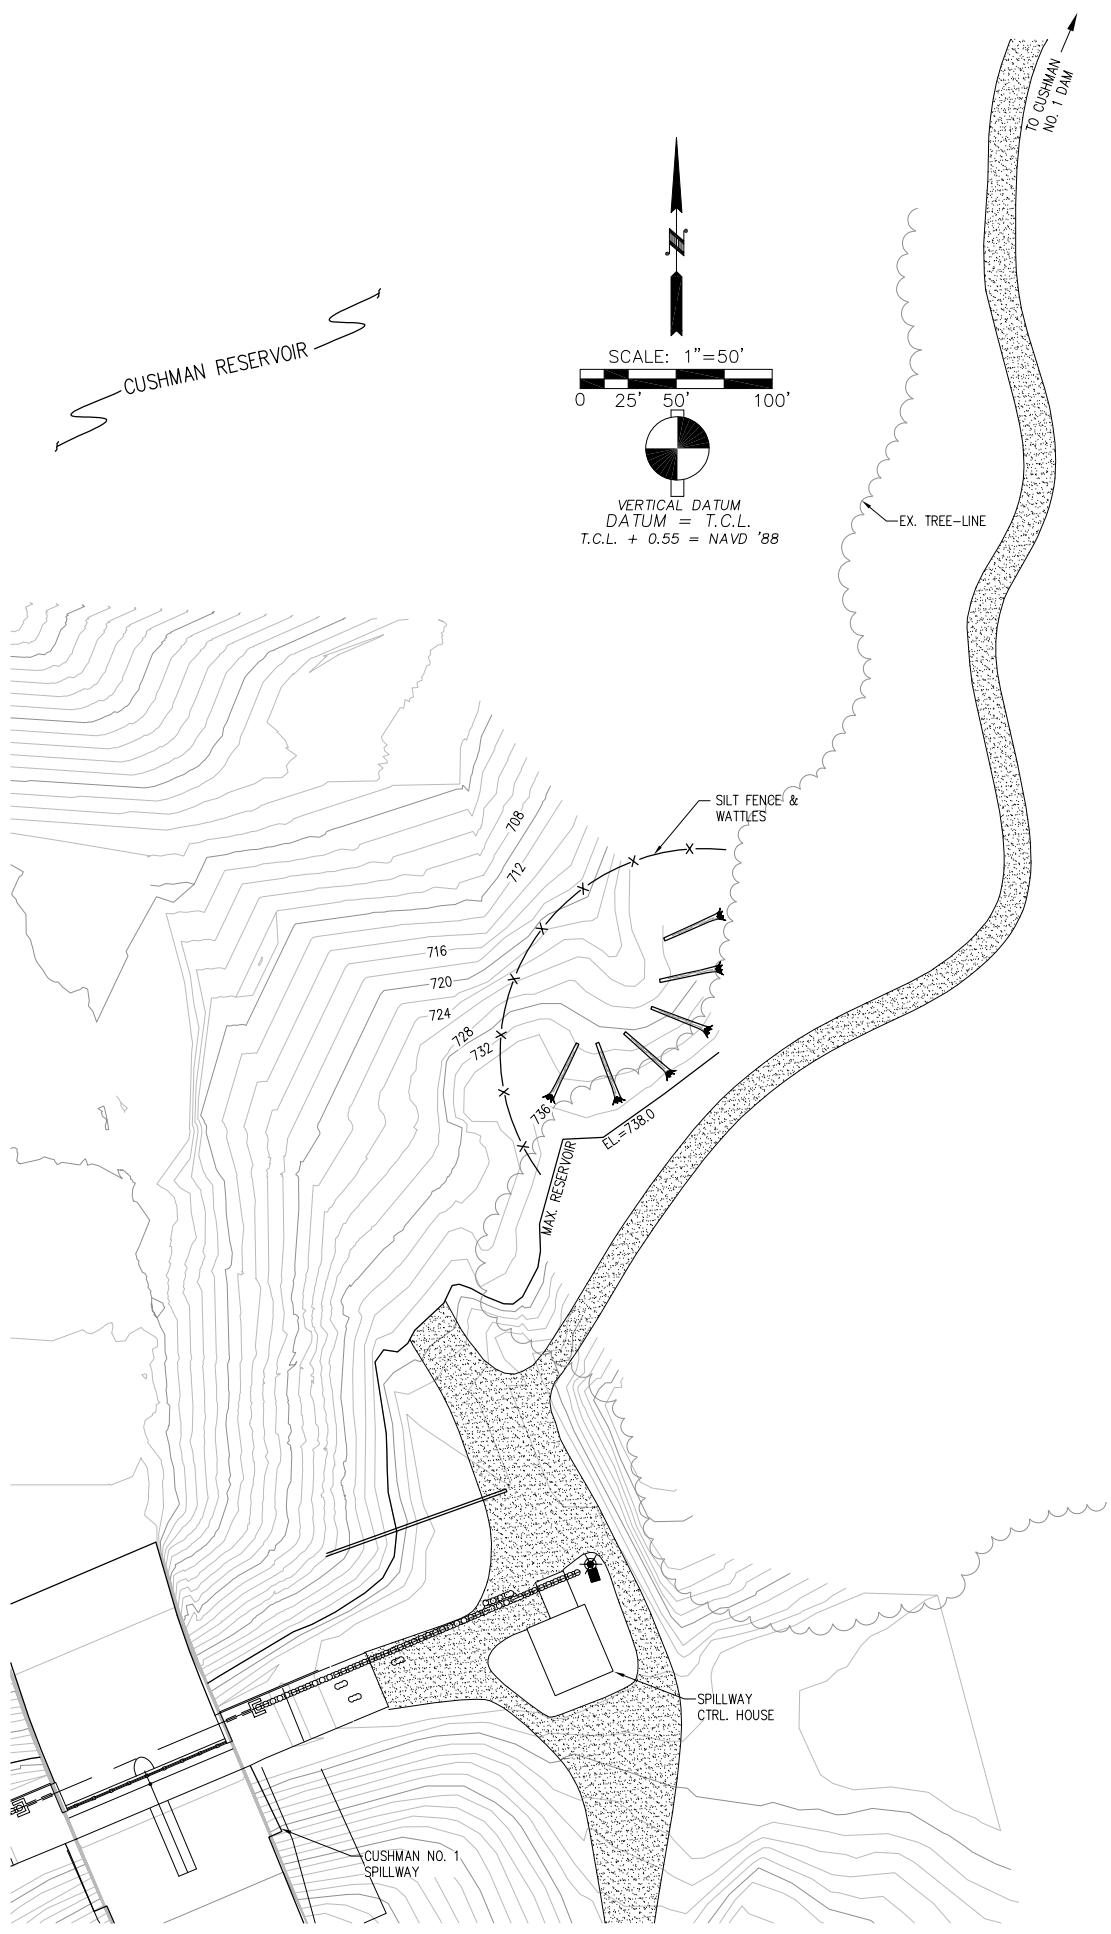 TO CUSHMAN
NO. 1 DAM
N
SCALE: 1"=50'
0 25' 50' 100'
CUSHMAN RESERVOIR
VERTICAL DATUM
DATUM = T.C.L.
T.C.L. + 0.55 = NAVD '88
EX. TREE-LINE
SILT FENCE &
WATTLES
708
712
716
720
724
728
732
736
EL.=738.0
MAX. RESERVOIR
SPILLWAY
CTRL. HOUSE
CUSHMAN NO. 1
SPILLWAY